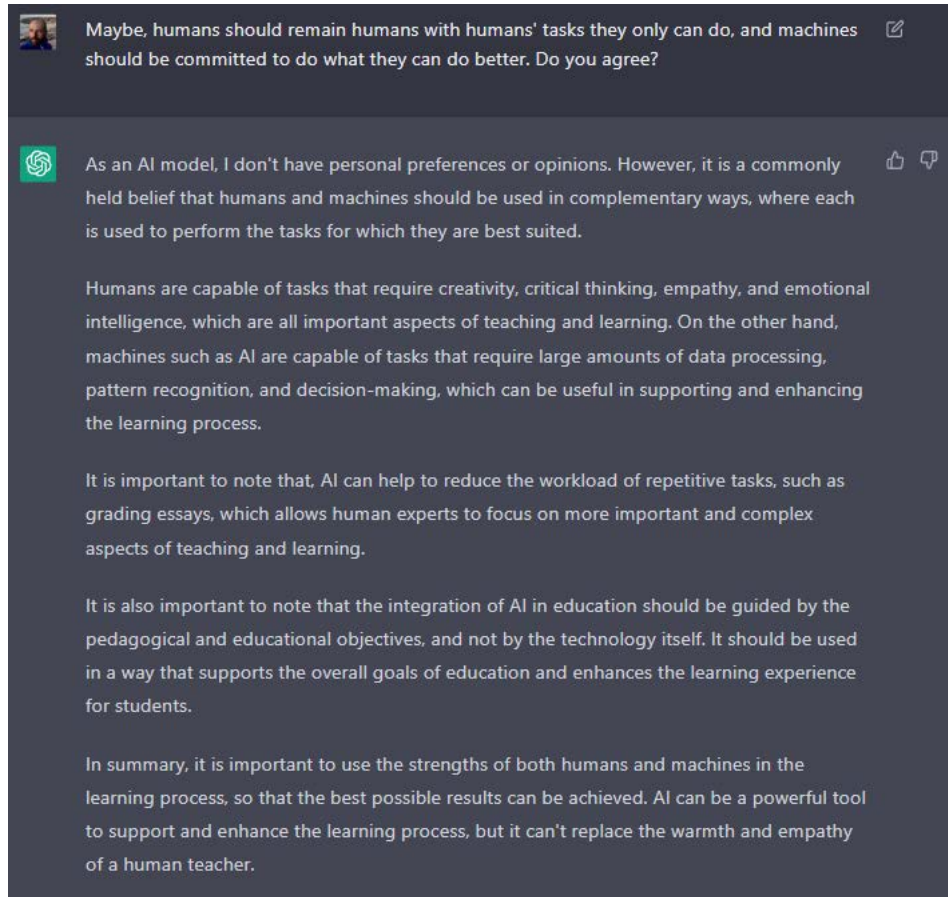 Maybe, humans should remain humans with humans' tasks they only can do, and machines
should be committed to do what they can do better. Do you agree?
As an AI model, I don't have personal preferences or opinions. However, it is a commonly
held belief that humans and machines should be used in complementary ways, where each
is used to perform the tasks for which they are best suited.
Humans are capable of tasks that require creativity, critical thinking, empathy, and emotional
intelligence, which are all important aspects of teaching and learning. On the other hand,
machines such as AI are capable of tasks that require large amounts of data processing,
pattern recognition, and decision-making, which can be useful in supporting and enhancing
the learning process.
It is important to note that, AI can help to reduce the workload of repetitive tasks, such as
grading essays, which allows human experts to focus on more important and complex
aspects of teaching and learning.
It is also important to note that the integration of AI in education should be guided by the
pedagogical and educational objectives, and not by the technology itself. It should be used
in a way that supports the overall goals of education and enhances the learning experience
for students.
In summary, it is important to use the strengths of both humans and machines in the
learning process, so that the best possible results can be achieved. AI can be a powerful tool
to support and enhance the learning process, but it can't replace the warmth and empathy
of a human teacher.